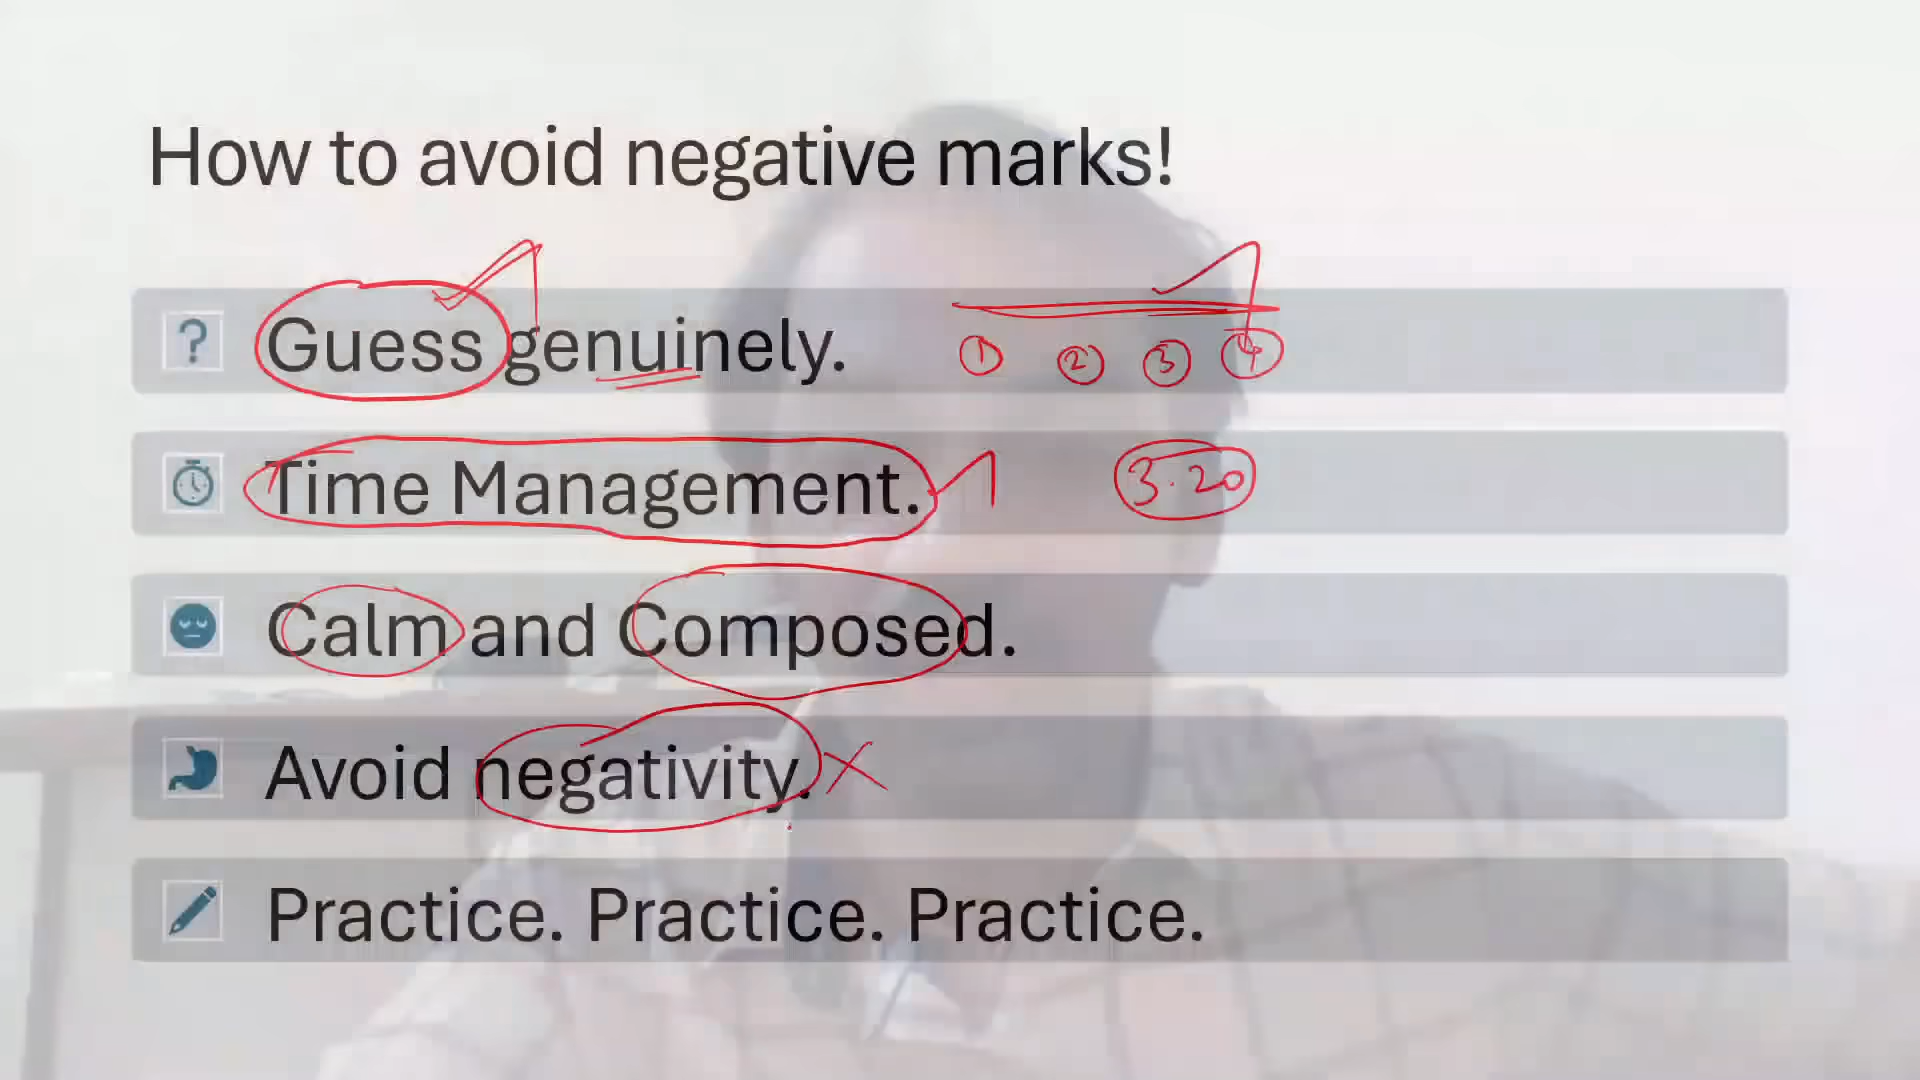 How to avoid negative marks!
? Guess genuinely. 1 2 3 4
Time Management. 3.20
Calm and Composed.
Avoid negativity.
Practice. Practice. Practice.